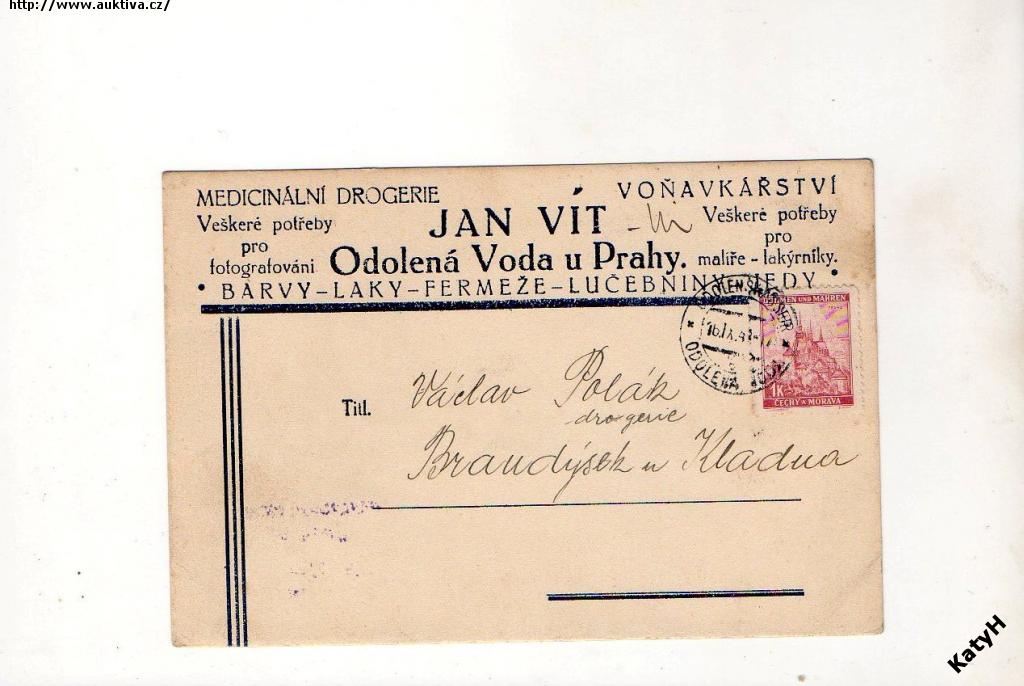 http://www.auktiva.cz/
MEDICINÁLNÍ DROGERIE
VOŇAVKÁŘSTVÍ
Veškeré potřeby
pro
fotografování
JAN VÍT
Odolená Voda u Prahy.
Veškeré potřeby
pro
malíře - lakýrníky.
• BARVY-LAKY-FERMEŽE-LUČEBNINY-JEDY •
BÖHMEN UND MÄHREN
1K
ČECHY A MORAVA
ODOLENA VODA
Titl.
Václav Polák
drogerie
Brandýsek u Kladna
KatyH